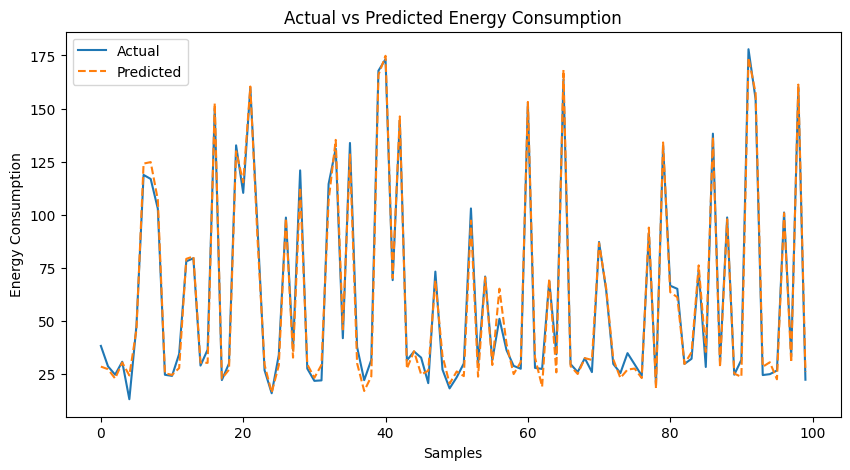 Actual vs Predicted Energy Consumption
Actual
Predicted
175
150
125
100
75
50
25
Energy Consumption
0 20 40 60 80 100
Samples